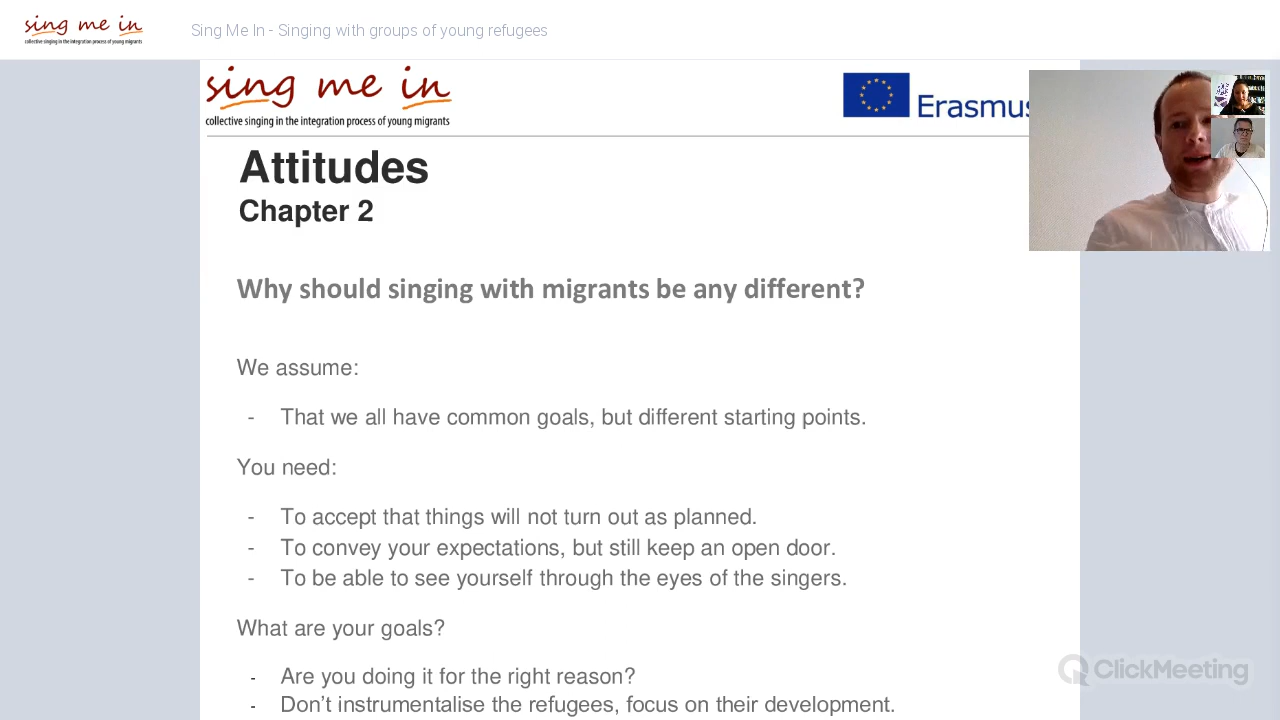 sing me in
collective singing in the integration process of young migrants
Sing Me In - Singing with groups of young refugees
sing me in
collective singing in the integration process of young migrants
Erasmus
Attitudes
Chapter 2
Why should singing with migrants be any different?
We assume:
- That we all have common goals, but different starting points.
You need:
- To accept that things will not turn out as planned.
- To convey your expectations, but still keep an open door.
- To be able to see yourself through the eyes of the singers.
What are your goals?
- Are you doing it for the right reason?
- Don't instrumentalise the refugees, focus on their development.
ClickMeeting